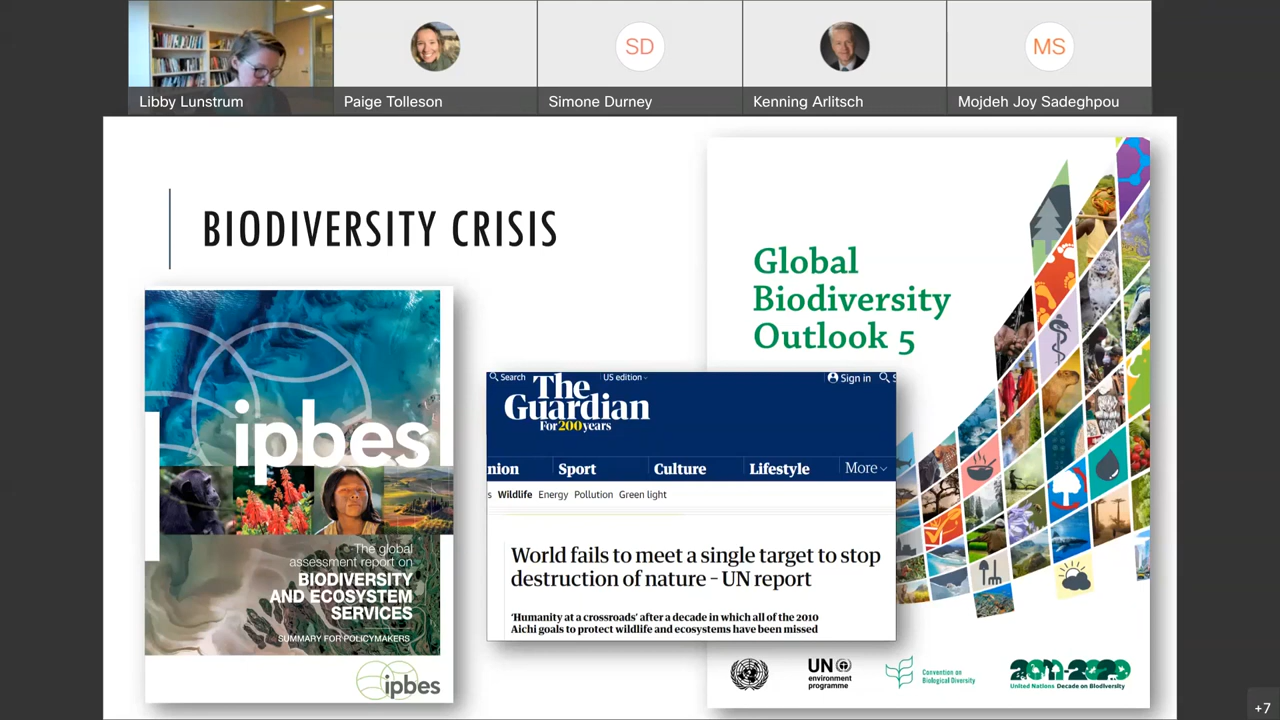 SD
MS
Libby Lunstrum
Paige Tolleson
Simone Durney
Kenning Arlitsch
Mojdeh Joy Sadeghpou
BIODIVERSITY CRISIS
ipbes
The global
assessment report on
BIODIVERSITY
AND ECOSYSTEM
SERVICES
SUMMARY FOR POLICYMAKERS
ipbes
Search
US edition
Sign in
S
The
Guardian
For 200 years
nion
Sport
Culture
Lifestyle
More
s Wildlife Energy Pollution Green light
World fails to meet a single target to stop
destruction of nature – UN report
‘Humanity at a crossroads’ after a decade in which all of the 2010
Aichi goals to protect wildlife and ecosystems have been missed
Global
Biodiversity
Outlook 5
UN
environment
programme
Convention on
Biological Diversity
2011-2020
United Nations Decade on Biodiversity
+7